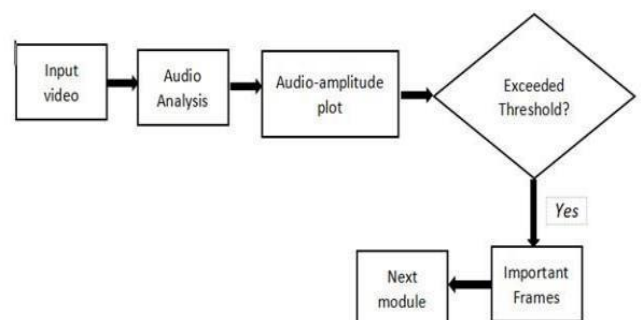 Input
video
Audio
Analysis
Audio-amplitude
plot
Exceeded
Threshold?
Yes
Important
Frames
Next
module